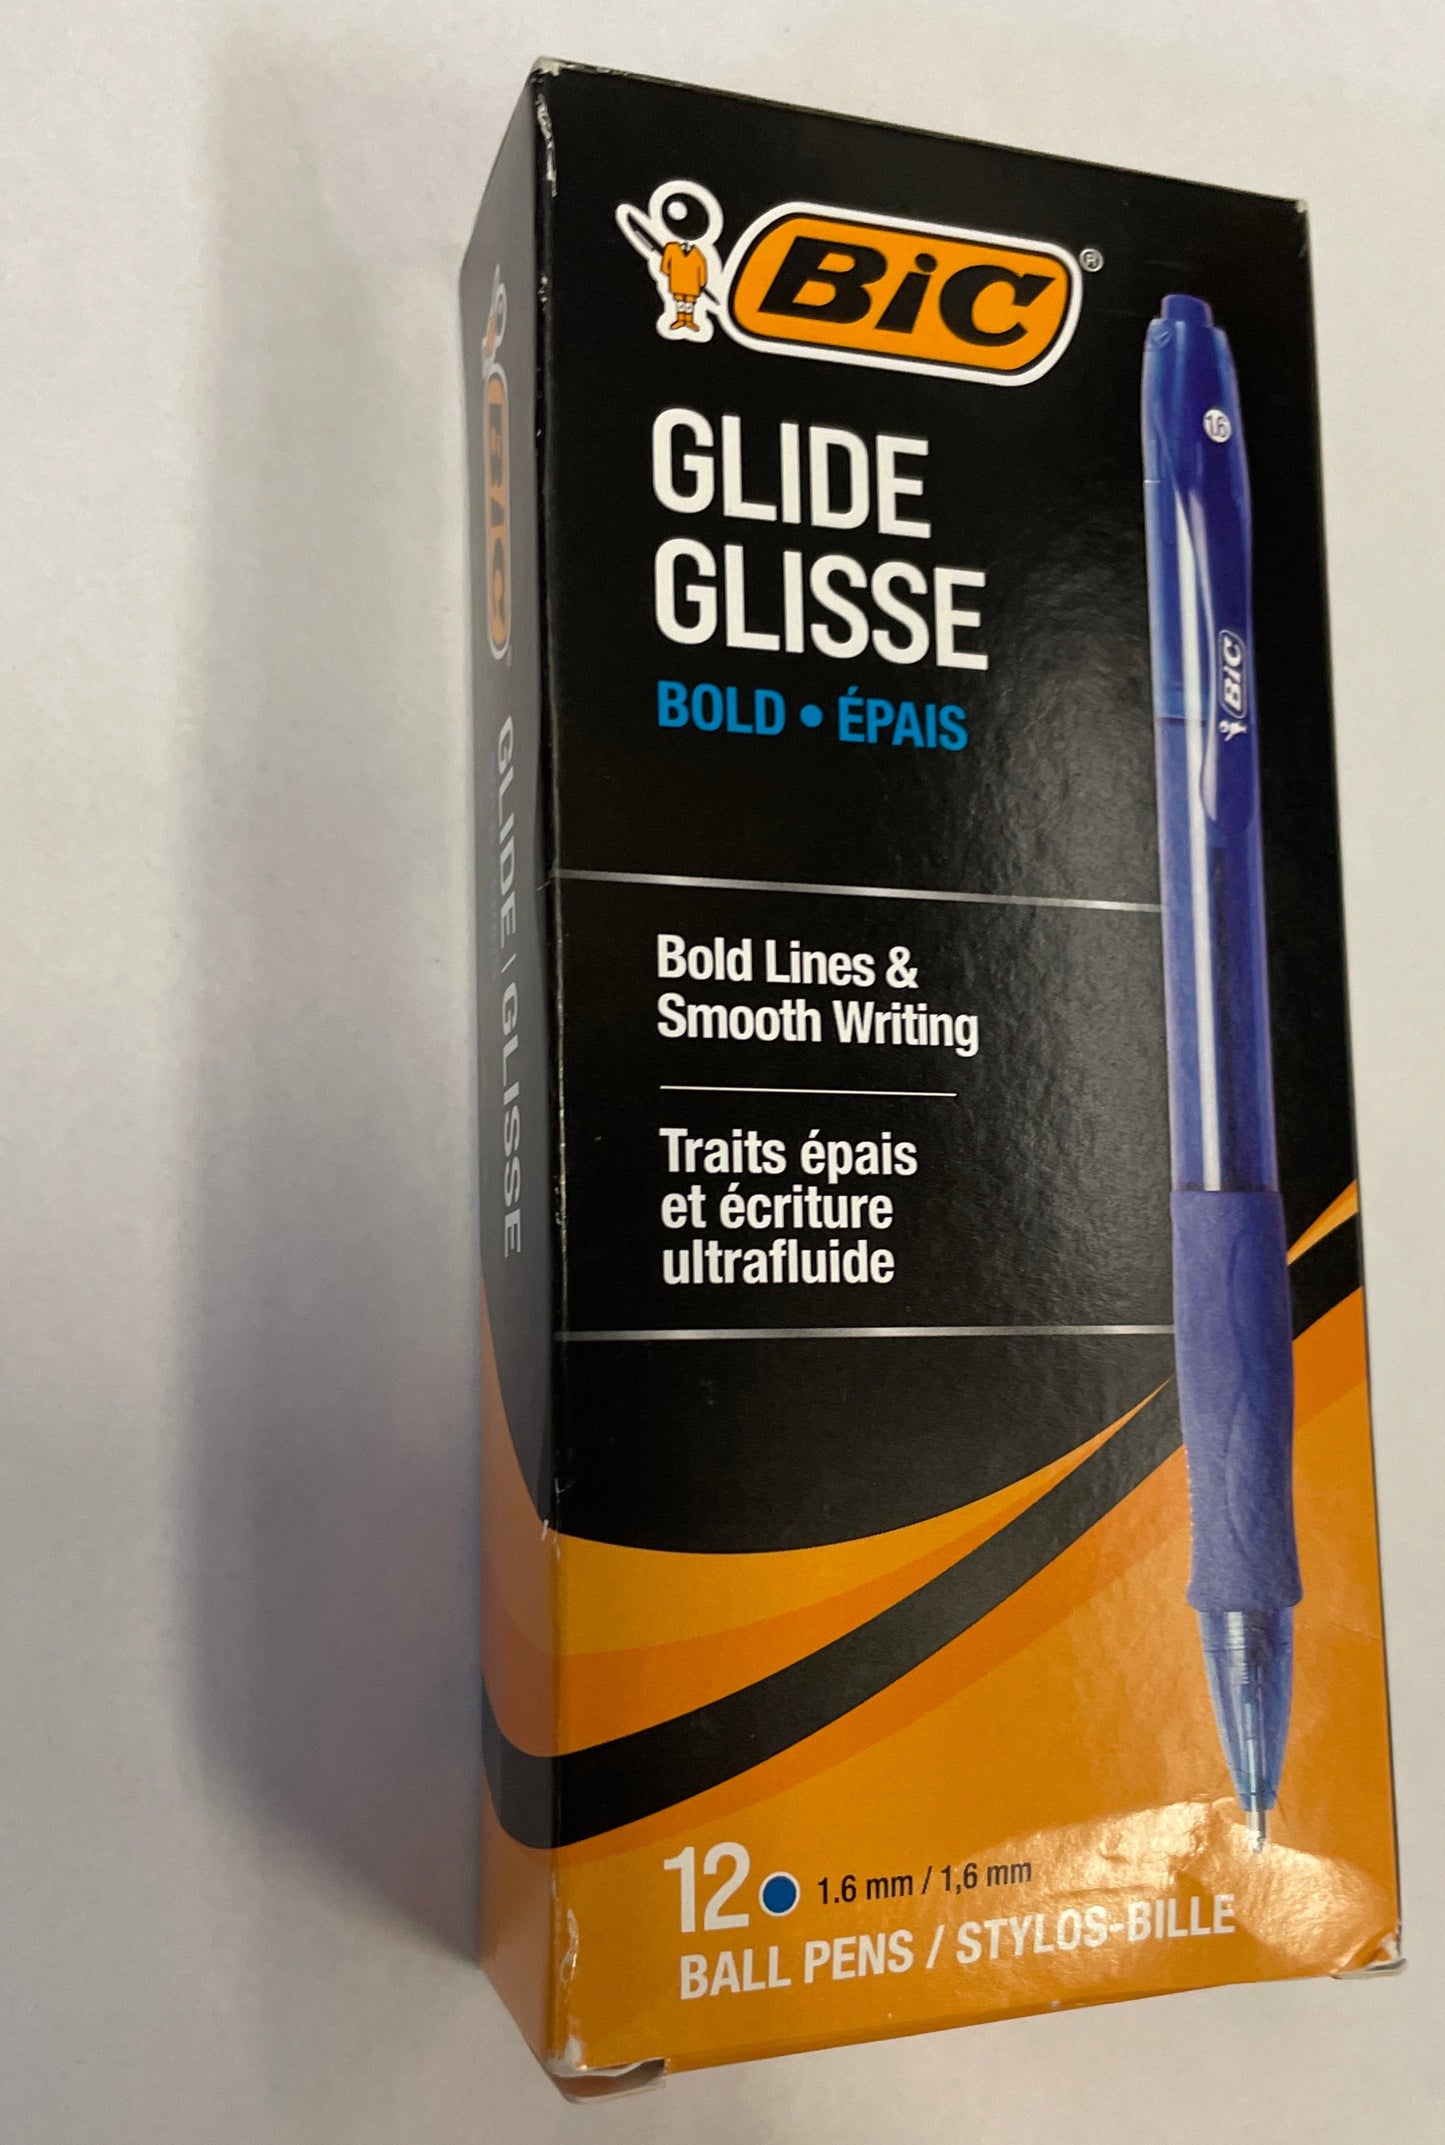 BIC®
GLIDE
GLISSE
BOLD • ÉPAIS
1.6
BIC
Bold Lines &
Smooth Writing
Traits épais
et écriture
ultrafluide
12 1.6 mm / 1,6 mm
BALL PENS / STYLOS-BILLE
BIC
GLIDE | GLISSE